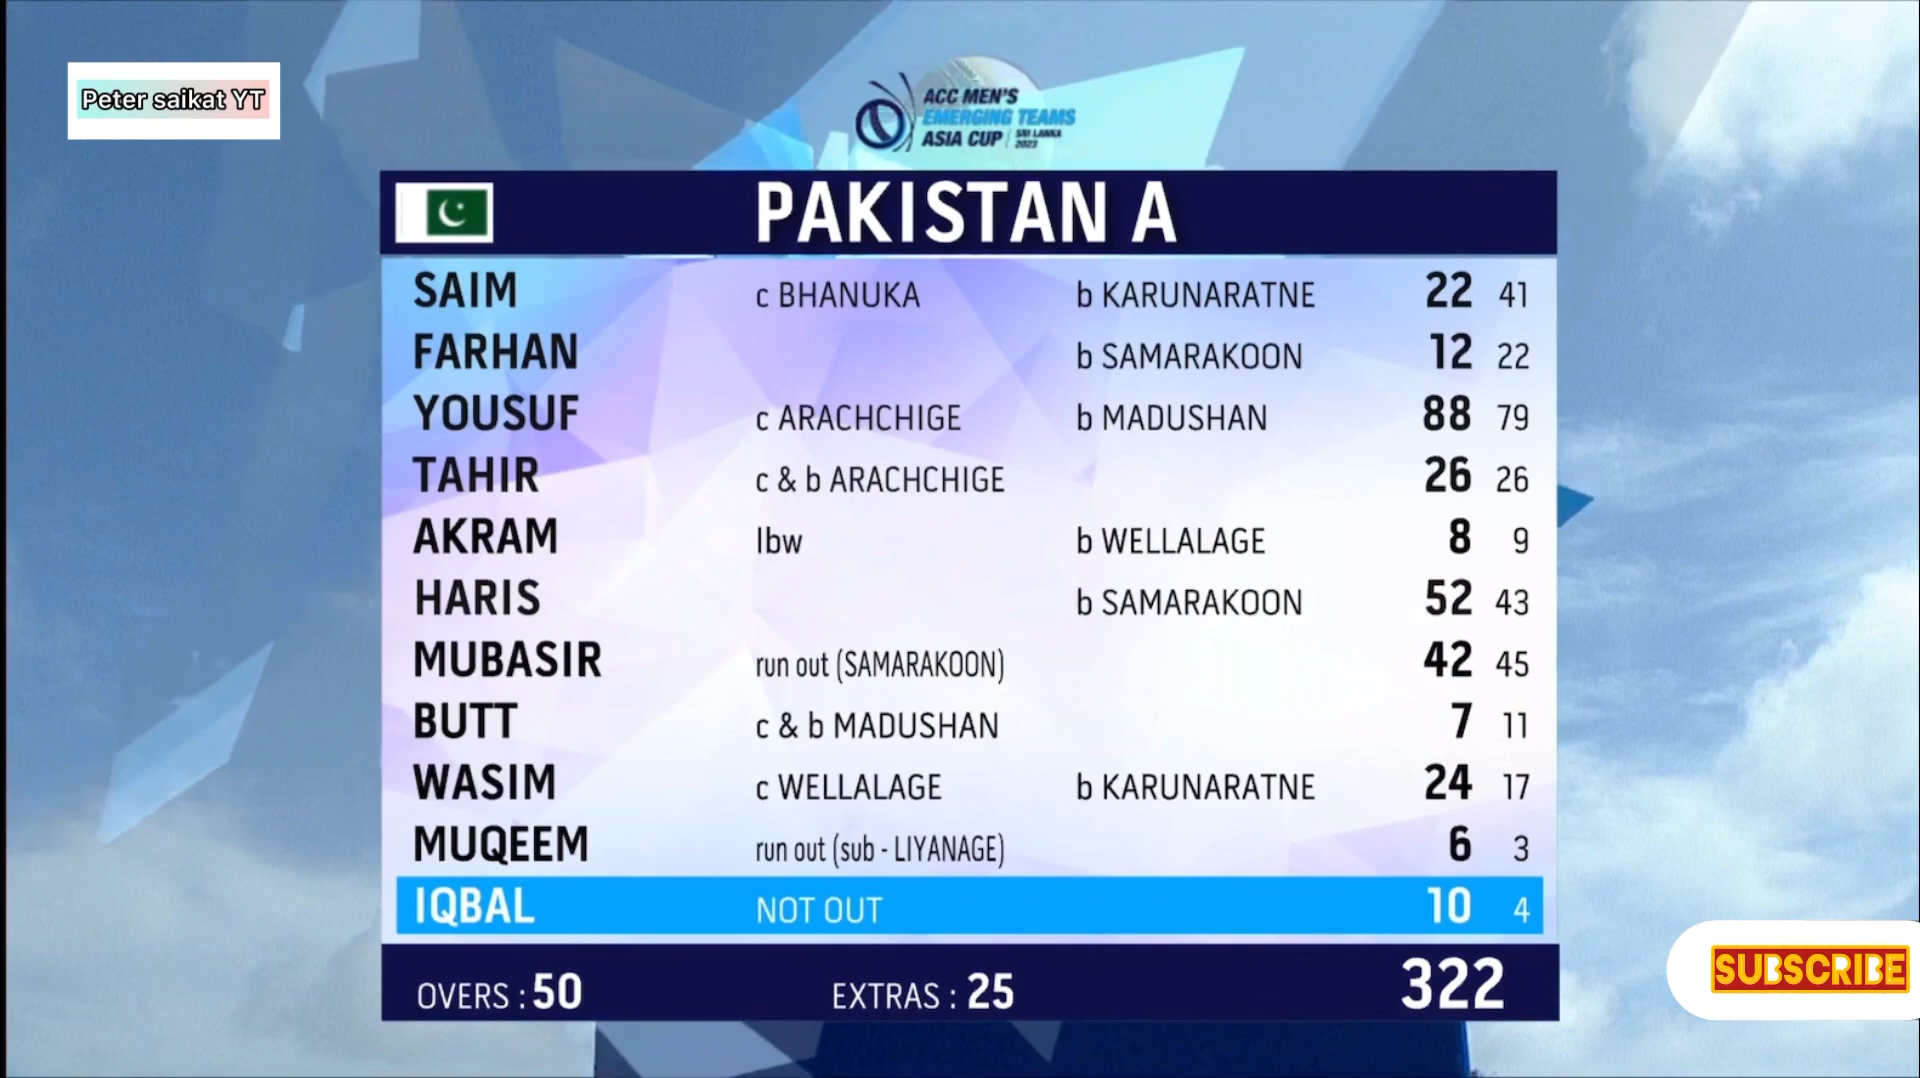 Peter saikat YT
ACC MEN'S
EMERGING TEAMS
ASIA CUP SRI LANKA 2023
PAKISTAN A
SAIM c BHANUKA b KARUNARATNE 22 41
FARHAN b SAMARAKOON 12 22
YOUSUF c ARACHCHIGE b MADUSHAN 88 79
TAHIR c & b ARACHCHIGE 26 26
AKRAM lbw b WELLALAGE 8 9
HARIS b SAMARAKOON 52 43
MUBASIR run out (SAMARAKOON) 42 45
BUTT c & b MADUSHAN 7 11
WASIM c WELLALAGE b KARUNARATNE 24 17
MUQEEM run out (sub - LIYANAGE) 6 3
IQBAL NOT OUT 10 4
OVERS : 50 EXTRAS : 25 322
SUBSCRIBE